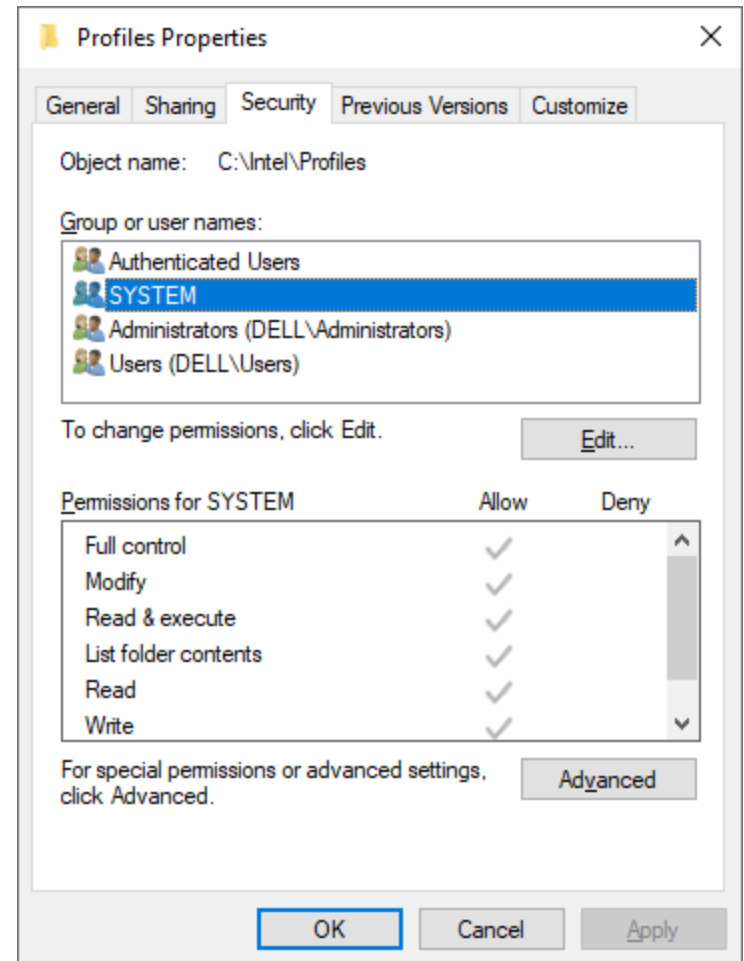 Profiles Properties
General Sharing Security Previous Versions Customize
Object name: C:\Intel\Profiles
Group or user names:
Authenticated Users
SYSTEM
Administrators (DELL\Administrators)
Users (DELL\Users)
To change permissions, click Edit.
Edit...
Permissions for SYSTEM Allow Deny
Full control
Modify
Read & execute
List folder contents
Read
Write
For special permissions or advanced settings,
click Advanced.
Advanced
OK Cancel Apply